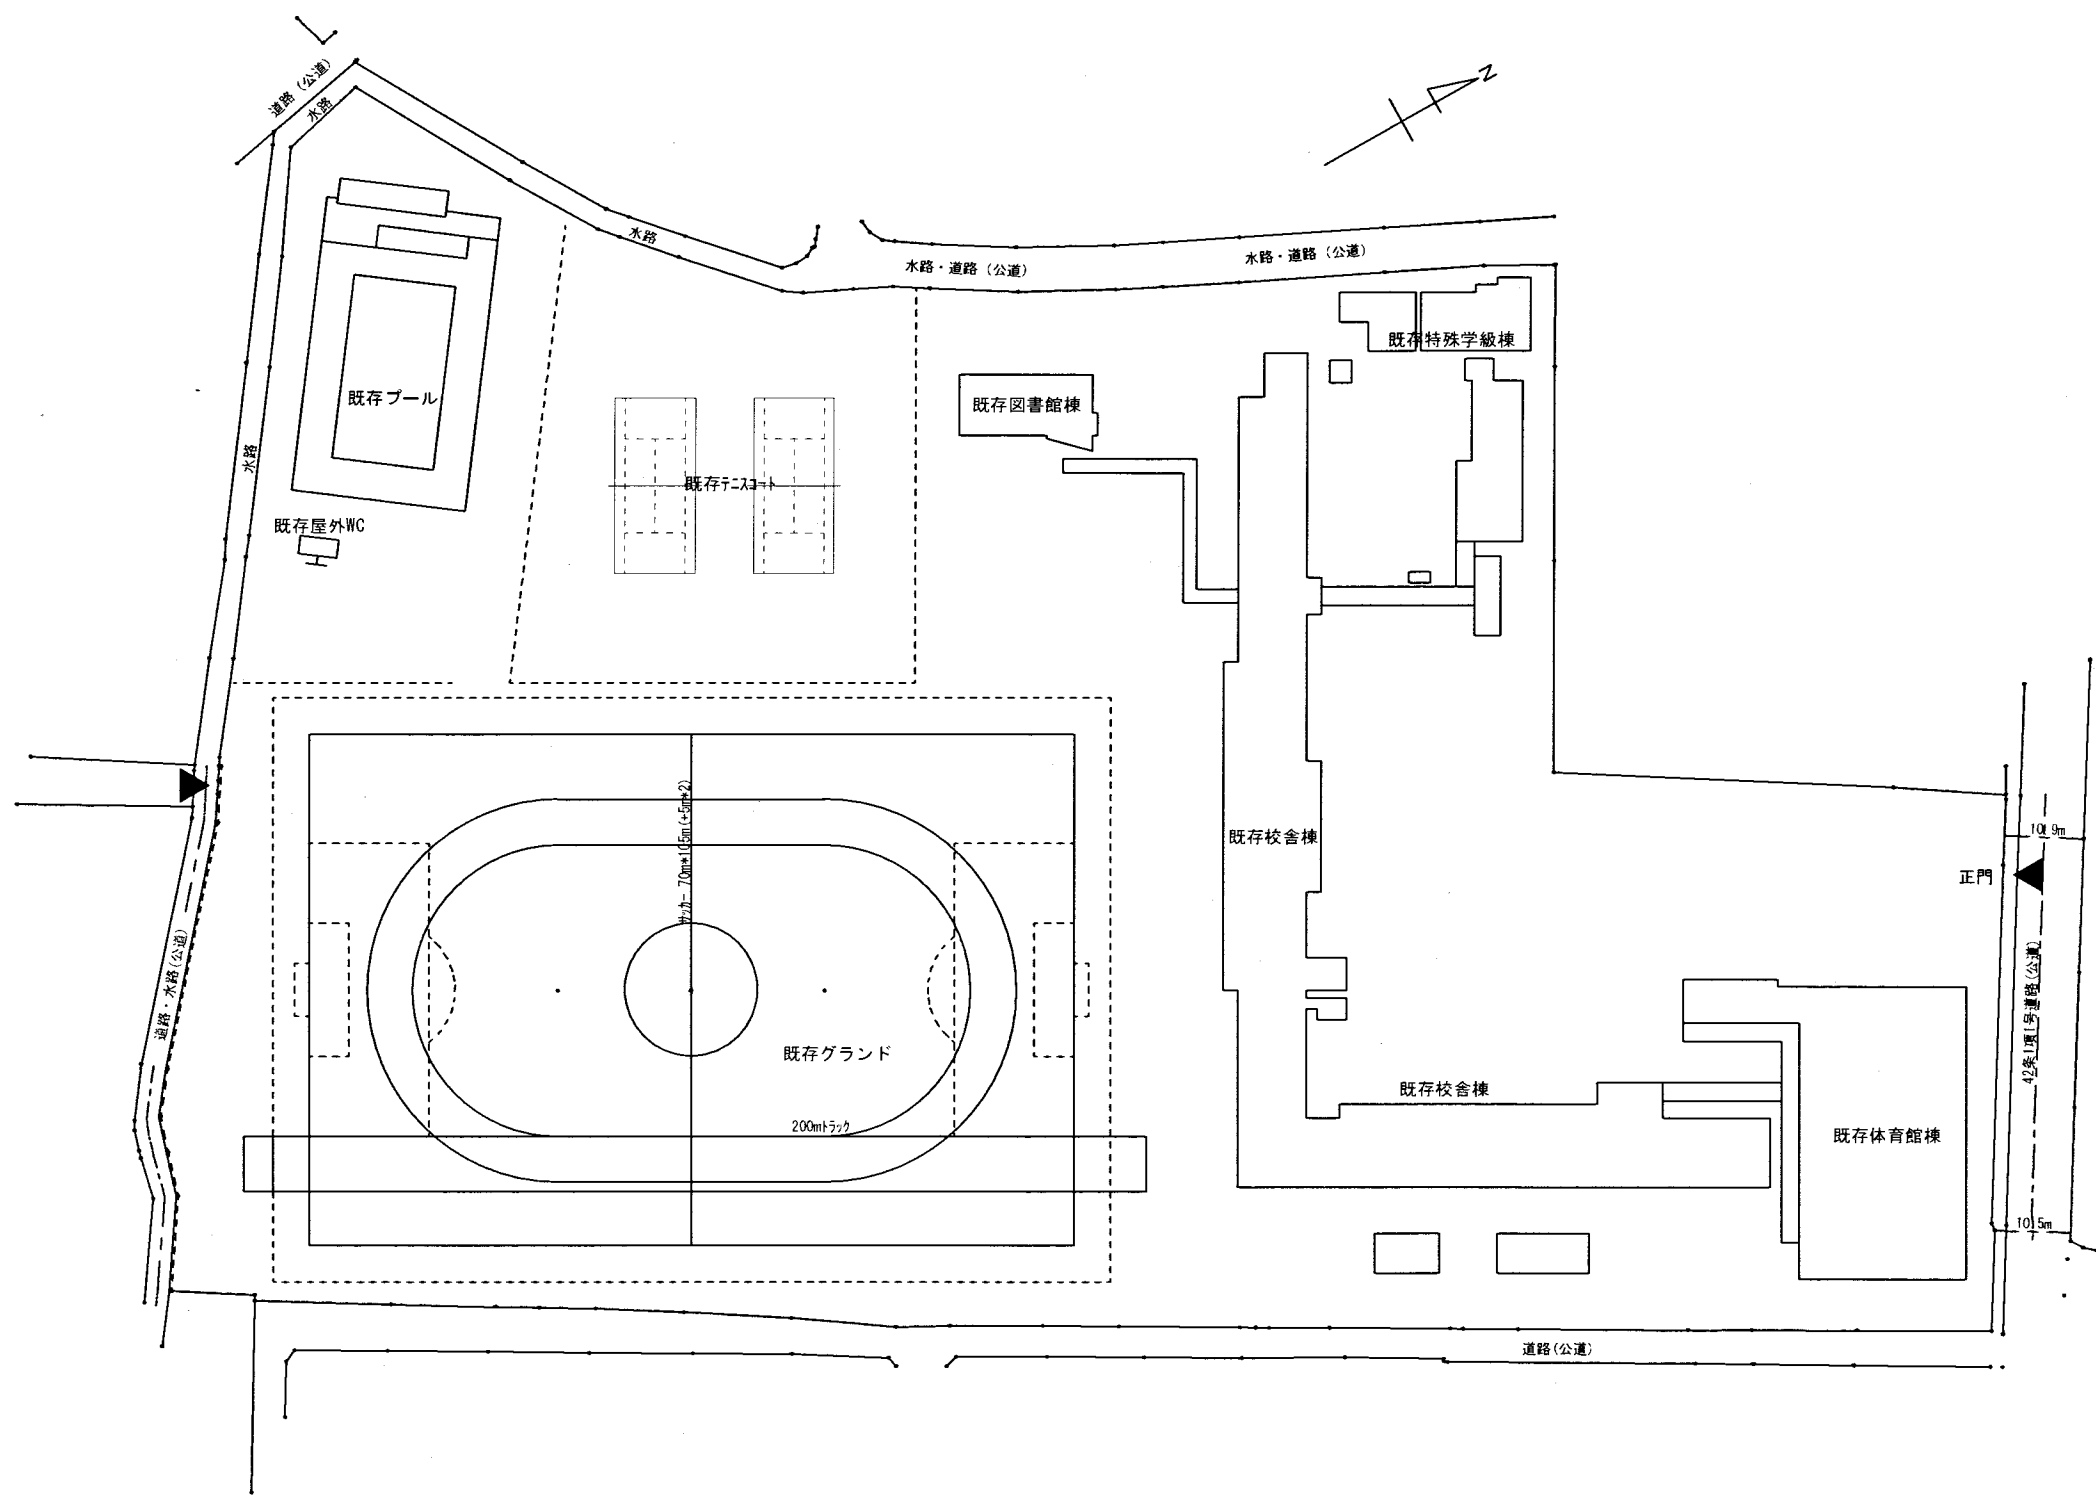 道路(公道)
水路
N
水路
水路・道路(公道)
水路・道路(公道)
既存特殊学級棟
既存プール
既存図書館棟
水路
既存テニスコート
既存屋外WC
サッカー 70m*105m(+5m*2)
既存校舎棟
10.9m
正門
道路・水路(公道)
42条1項1号道路(公道)
既存グランド
既存校舎棟
200mトラック
既存体育館棟
10.5m
道路(公道)